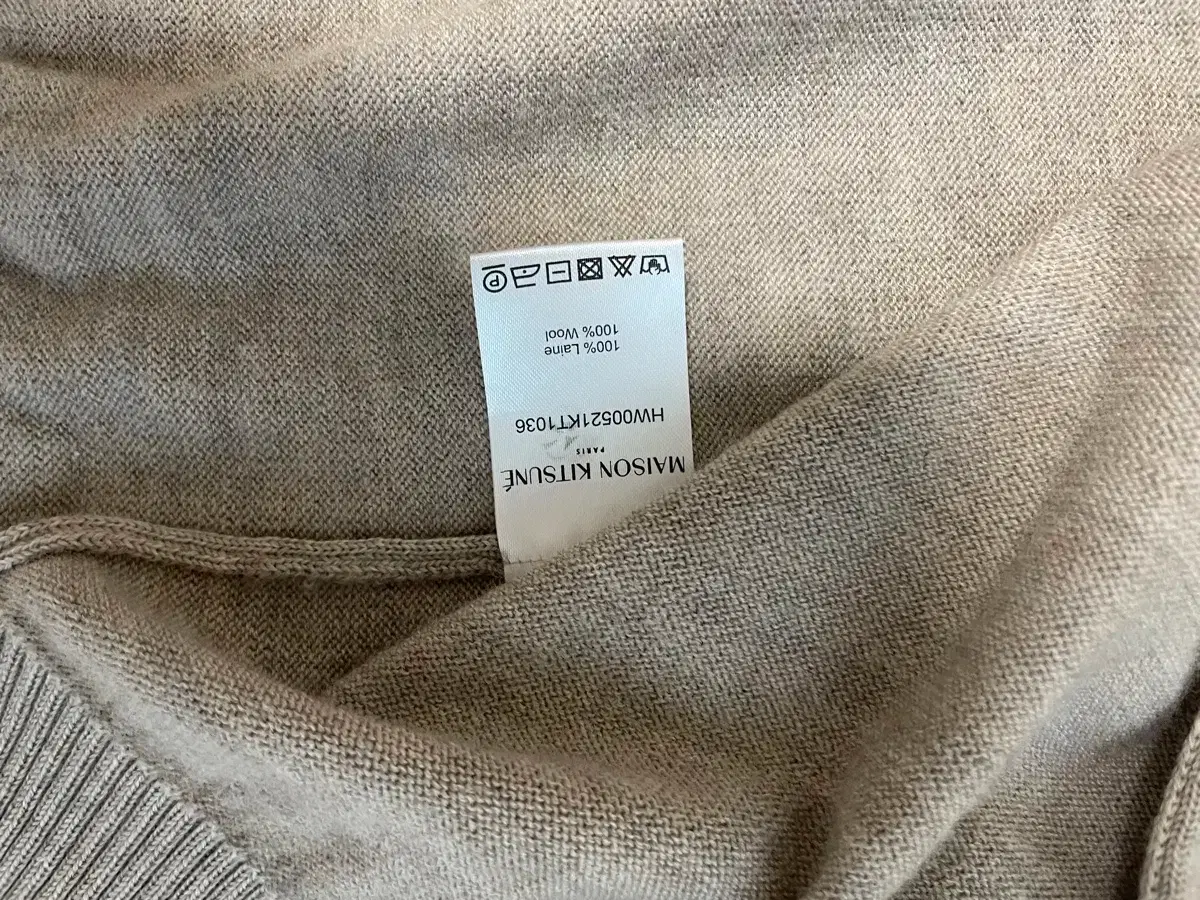 MAISON KITSUNÉ
PARIS
HW00521KT1036
100% Laine
100% Wool
P